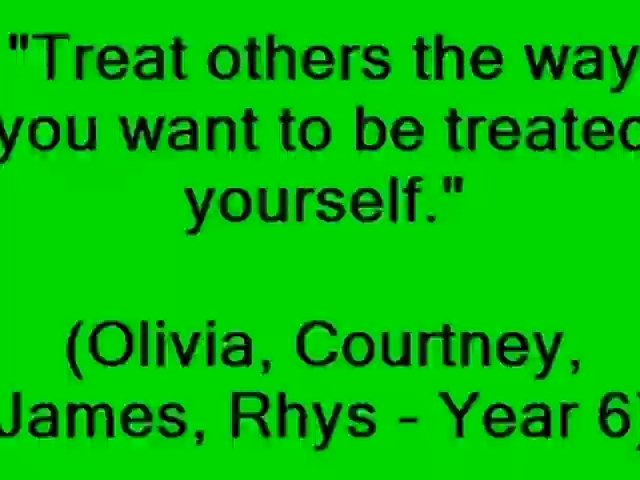 "Treat others the way
you want to be treated
yourself."
(Olivia, Courtney,
James, Rhys - Year 6)